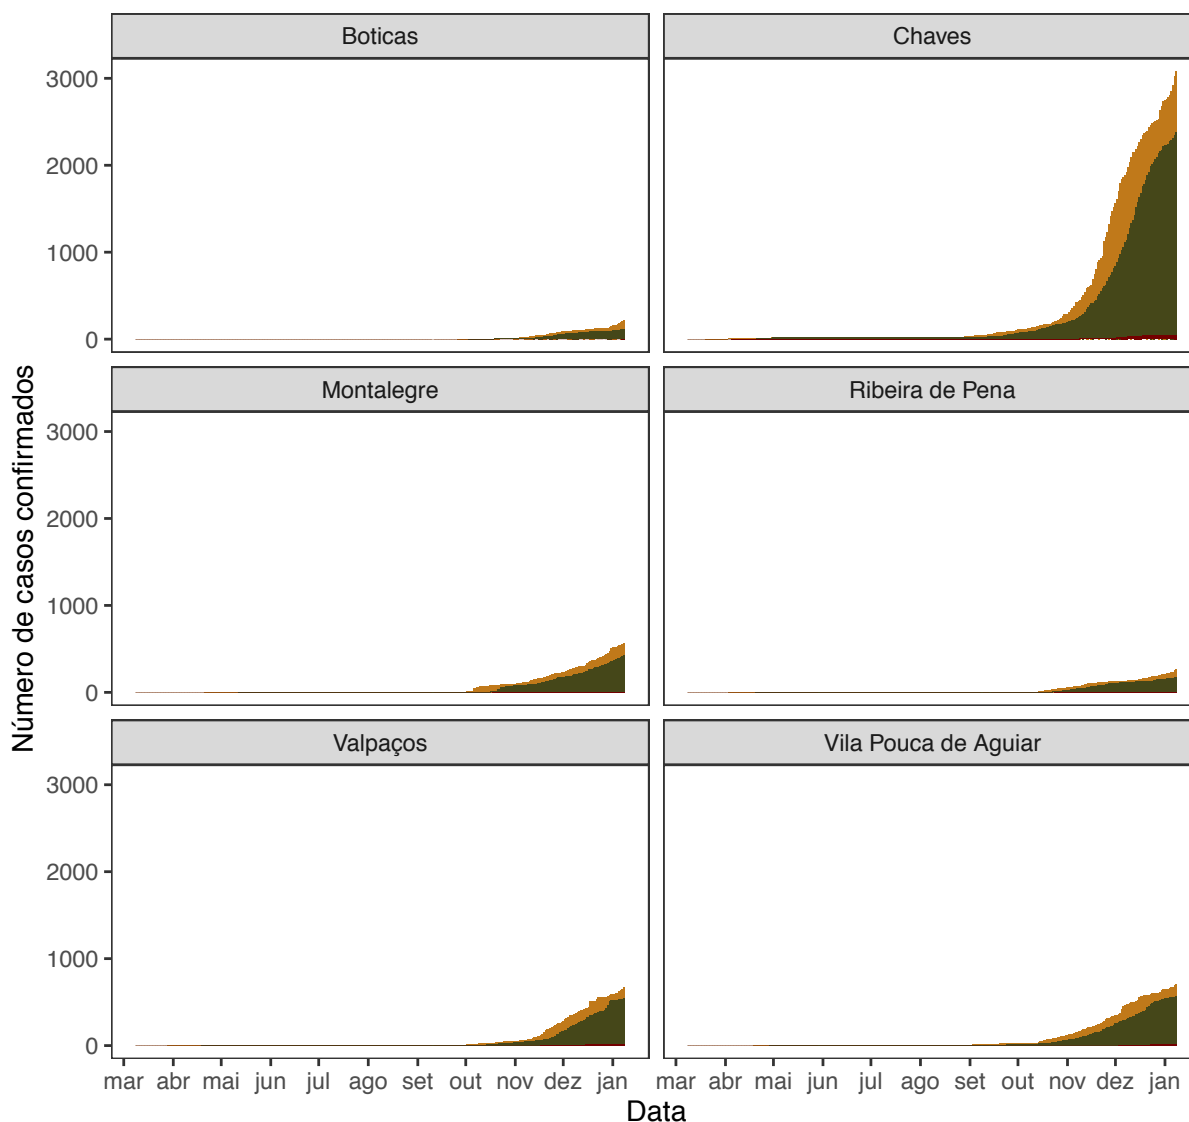 Boticas
Chaves
3000
2000
1000
0
Montalegre
Ribeira de Pena
3000
2000
1000
0
Valpaços
Vila Pouca de Aguiar
3000
2000
1000
0
mar abr mai jun jul ago set out nov dez jan
mar abr mai jun jul ago set out nov dez jan
Data
Número de casos confirmados